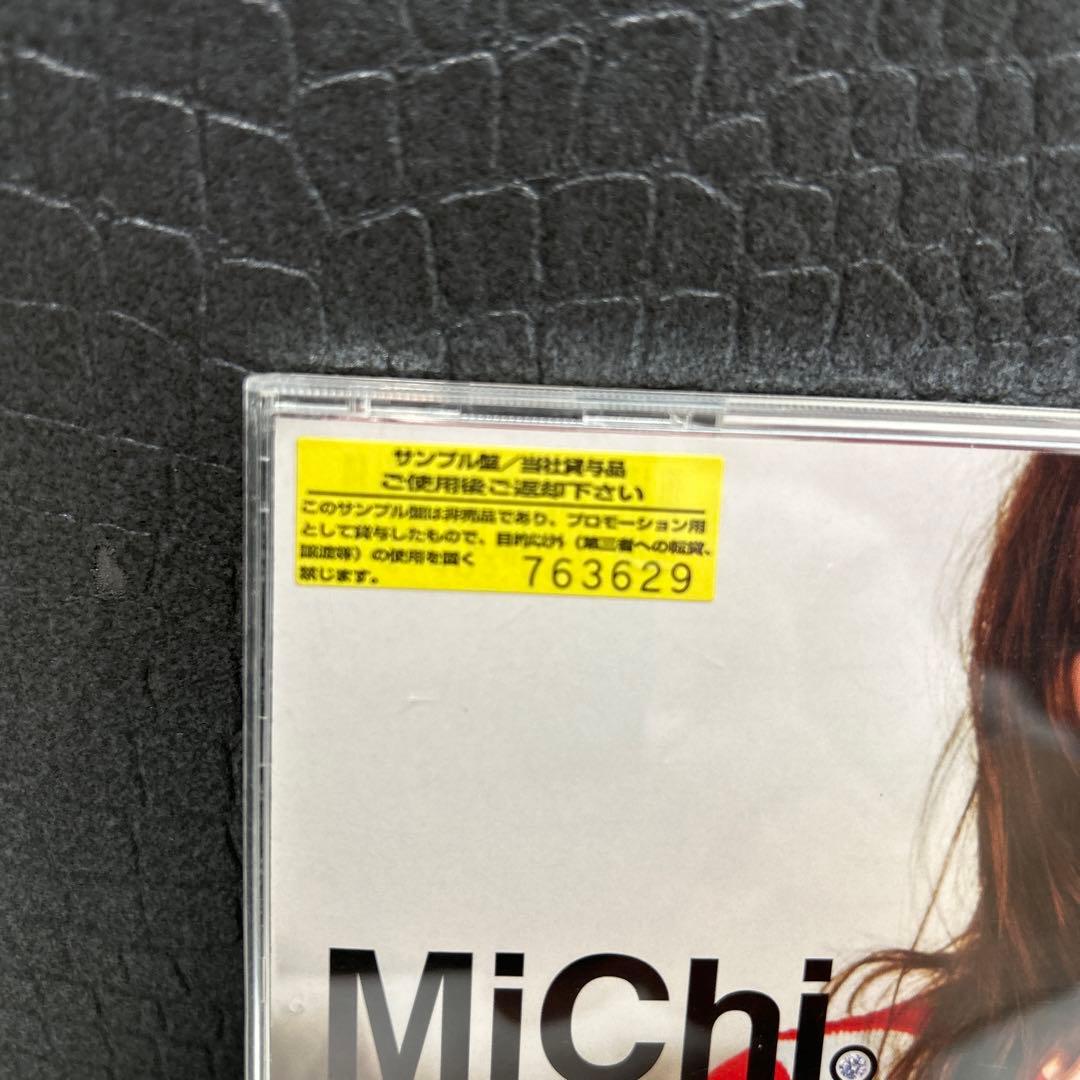 サンプル盤／当社貸与品
ご使用後ご返却下さい
このサンプル盤は非売品であり、プロモーション用
として貸与したもので、目的以外（第三者への転貸、
譲渡等）の使用を固く
禁じます。
763629
MiChi